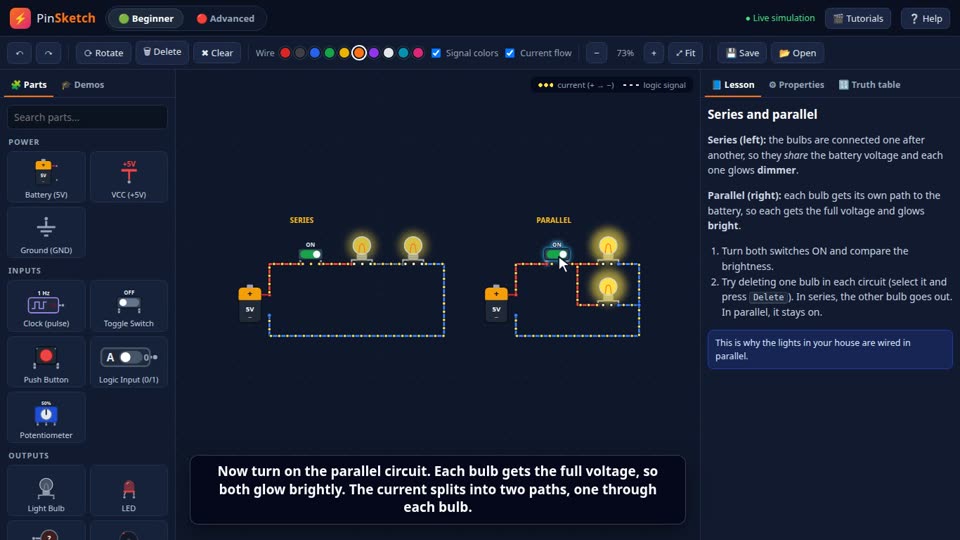 PinSketch
Beginner
Advanced
Live simulation
Tutorials
? Help
Rotate
Delete
Clear
Wire
Signal colors
Current flow
−
73%
+
Fit
Save
Open
Parts
Demos
current (+ → −)
logic signal
Lesson
Properties
Truth table
Search parts...
POWER
+
5V
Battery (5V)
+5V
VCC (+5V)
Ground (GND)
INPUTS
1 Hz
Clock (pulse)
OFF
Toggle Switch
Push Button
A 0
Logic Input (0/1)
50%
Potentiometer
OUTPUTS
Light Bulb
LED
?
SERIES
ON
+
5V
−
PARALLEL
ON
+
5V
−
Now turn on the parallel circuit. Each bulb gets the full voltage, so
both glow brightly. The current splits into two paths, one through
each bulb.
Series and parallel
Series (left): the bulbs are connected one after
another, so they share the battery voltage and each
one glows dimmer.
Parallel (right): each bulb gets its own path to the
battery, so each gets the full voltage and glows
bright.
1. Turn both switches ON and compare the
brightness.
2. Try deleting one bulb in each circuit (select it and
press Delete). In series, the other bulb goes out.
In parallel, it stays on.
This is why the lights in your house are wired in
parallel.